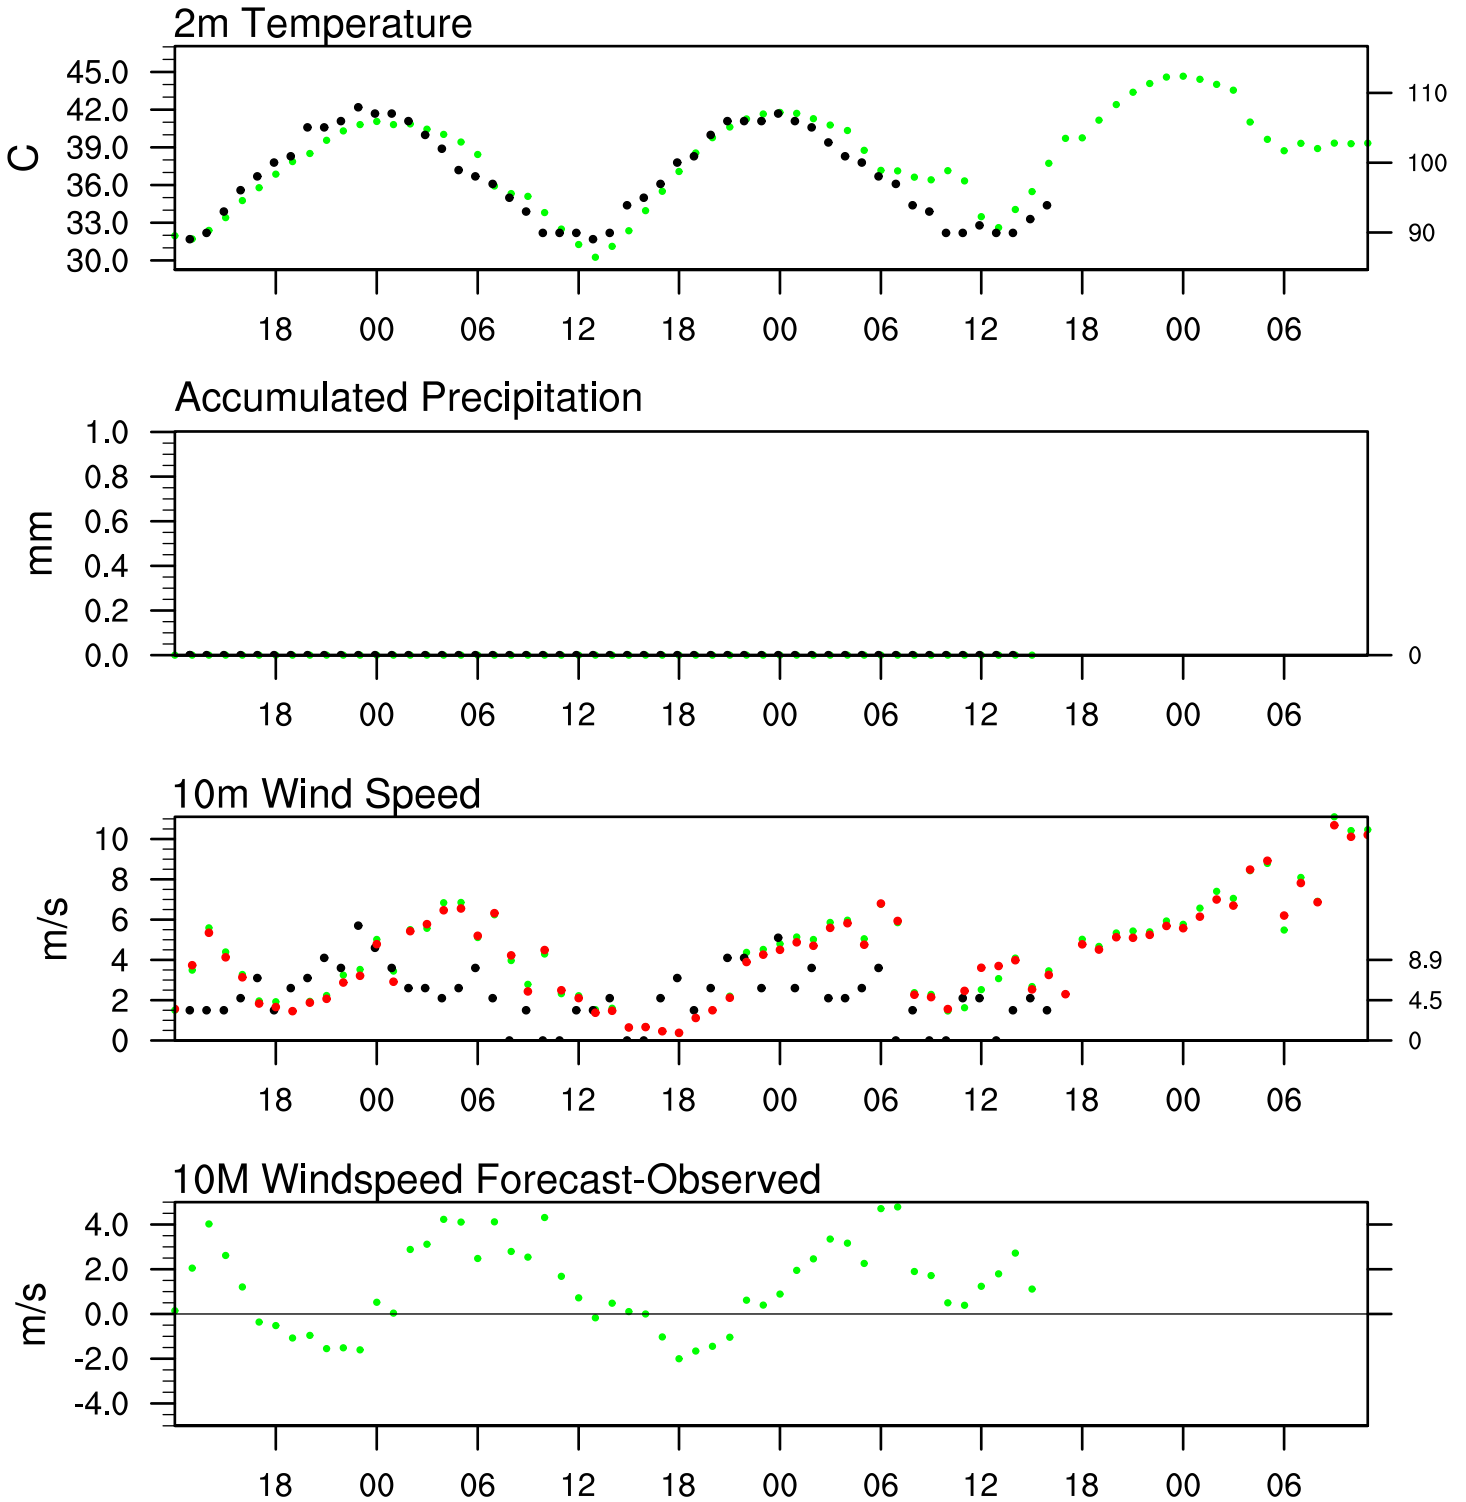 2m Temperature
45.0
42.0
39.0
36.0
33.0
30.0
C
110
100
90
18 00 06 12 18 00 06 12 18 00 06
Accumulated Precipitation
1.0
0.8
0.6
0.4
0.2
0.0
mm
0
18 00 06 12 18 00 06 12 18 00 06
10m Wind Speed
10
8
6
4
2
0
m/s
8.9
4.5
0
18 00 06 12 18 00 06 12 18 00 06
10M Windspeed Forecast-Observed
4.0
2.0
0.0
-2.0
-4.0
m/s
18 00 06 12 18 00 06 12 18 00 06